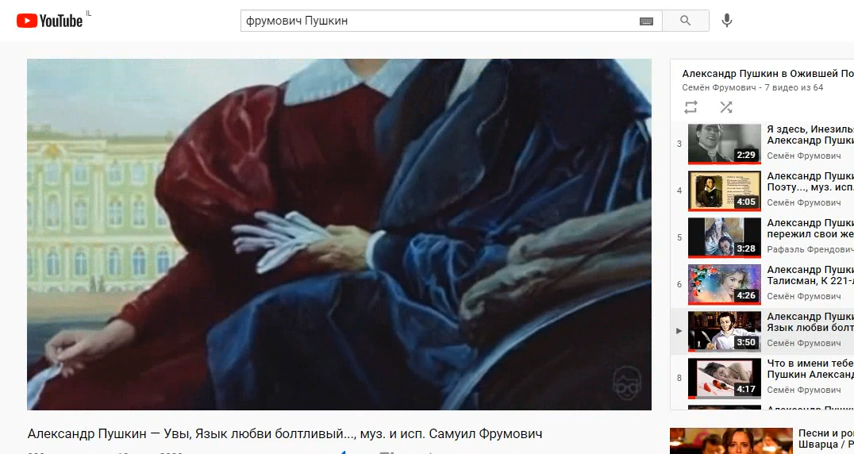 YouTube IL
фрумович Пушкин
Александр Пушкин в Ожившей По
Семён Фрумович - 7 видео из 64
3
2:29
Я здесь, Инезиль
Александр Пушк
Семён Фрумович
4
4:05
Александр Пушк
Поэту..., муз. исп.
Семён Фрумович
5
3:28
Александр Пушк
пережил свои же
Рафаэль Френдович
6
4:26
Александр Пушк
Талисман, К 221-
Семён Фрумович
3:50
Александр Пушк
Язык любви болт
Семён Фрумович
8
4:17
Что в имени тебе
Пушкин Александ
Семён Фрумович
Александр Пушкин — Увы, Язык любви болтливый..., муз. и исп. Самуил Фрумович
Песни и ро
Шварца / Р